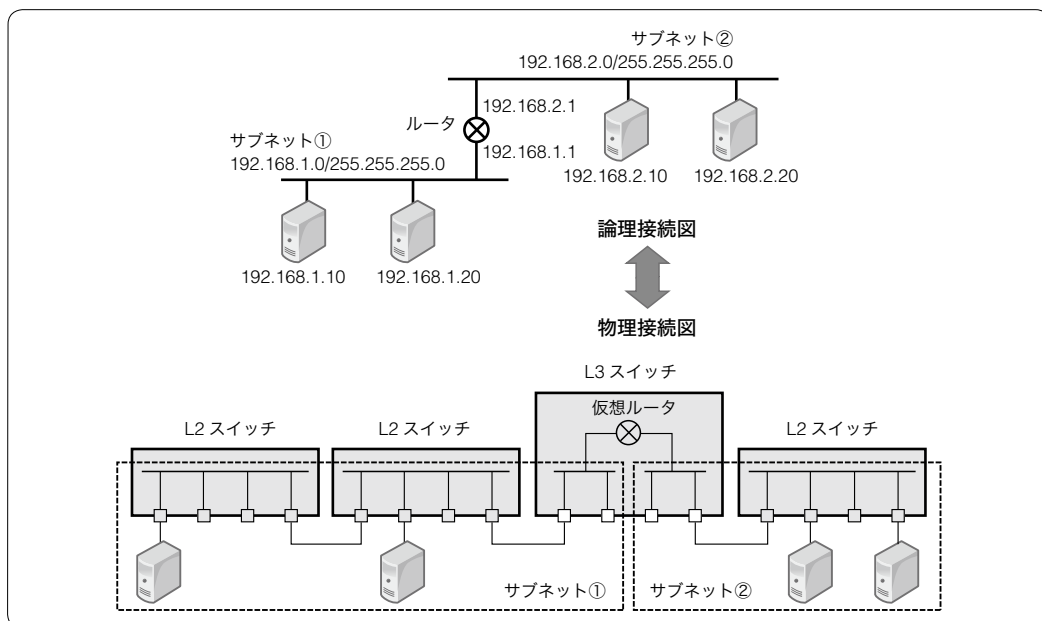 サブネット②
192.168.2.0/255.255.255.0
192.168.2.1
ルータ
サブネット①
192.168.1.1
192.168.1.0/255.255.255.0
192.168.2.10
192.168.2.20
192.168.1.10
192.168.1.20
論理接続図
物理接続図
L3 スイッチ
仮想ルータ
L2 スイッチ
L2 スイッチ
L2 スイッチ
サブネット①
サブネット②